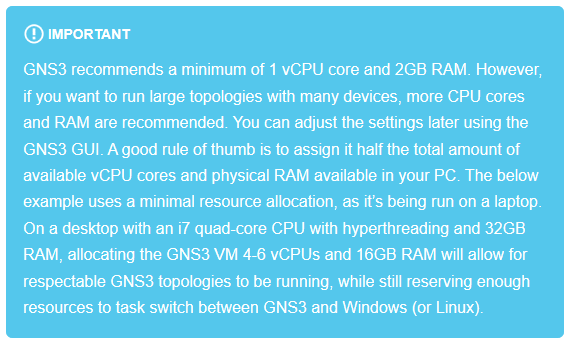 IMPORTANT
GNS3 recommends a minimum of 1 vCPU core and 2GB RAM. However,
if you want to run large topologies with many devices, more CPU cores
and RAM are recommended. You can adjust the settings later using the
GNS3 GUI. A good rule of thumb is to assign it half the total amount of
available vCPU cores and physical RAM available in your PC. The below
example uses a minimal resource allocation, as it’s being run on a laptop.
On a desktop with an i7 quad-core CPU with hyperthreading and 32GB
RAM, allocating the GNS3 VM 4-6 vCPUs and 16GB RAM will allow for
respectable GNS3 topologies to be running, while still reserving enough
resources to task switch between GNS3 and Windows (or Linux).